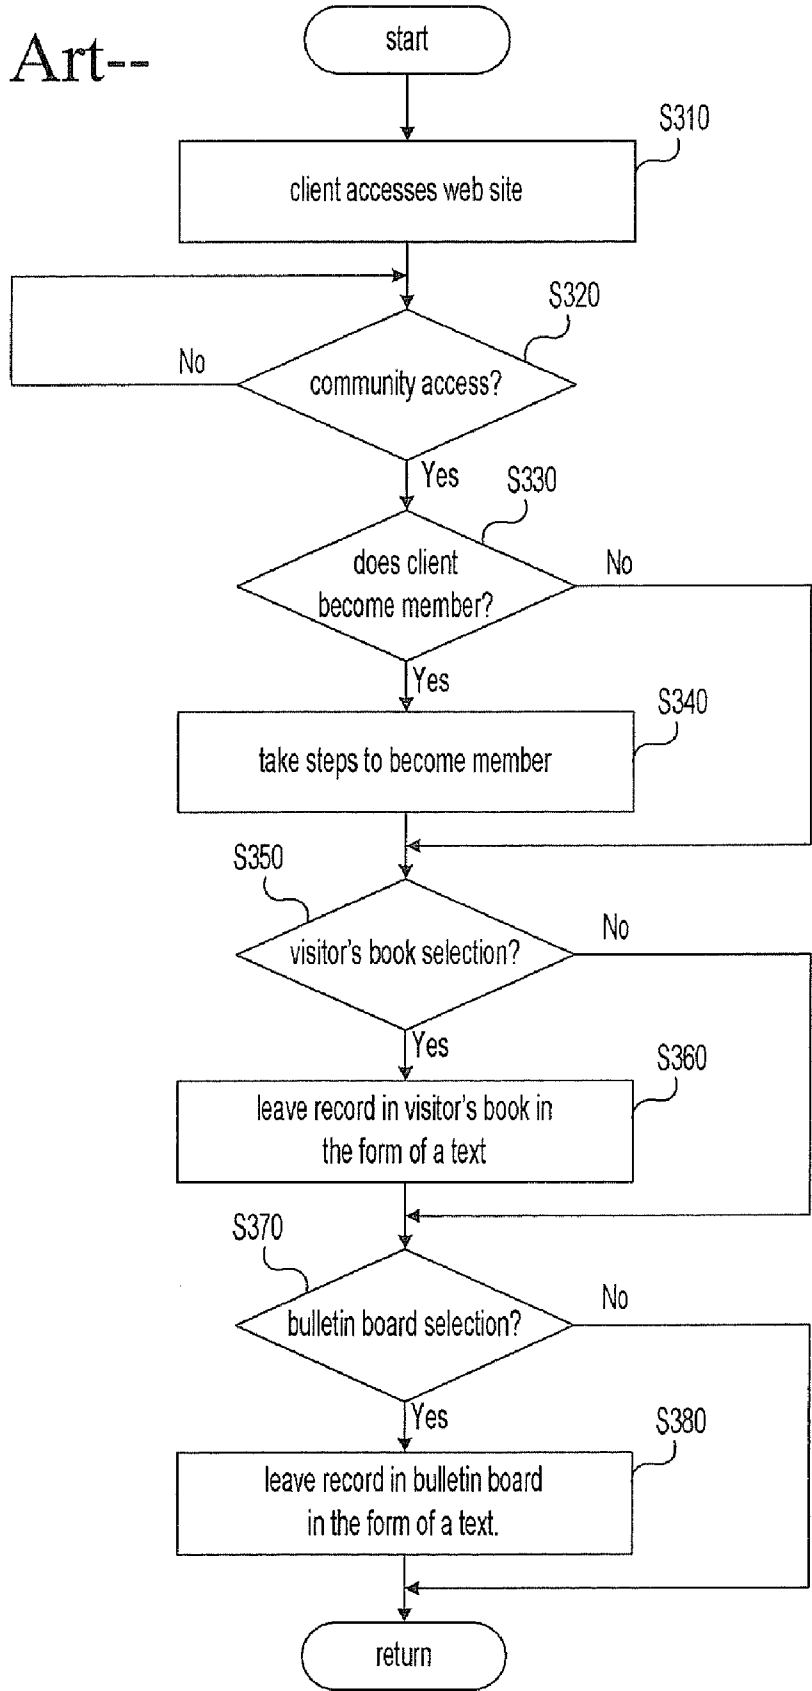 start
Art--
S310
client accesses web site
S320
No
community access?
Yes
S330
does client
become member?
No
Yes
S340
take steps to become member
S350
visitor's book selection?
No
Yes
S360
leave record in visitor's book in
the form of a text
S370
bulletin board selection?
No
Yes
S380
leave record in bulletin board
in the form of a text.
return